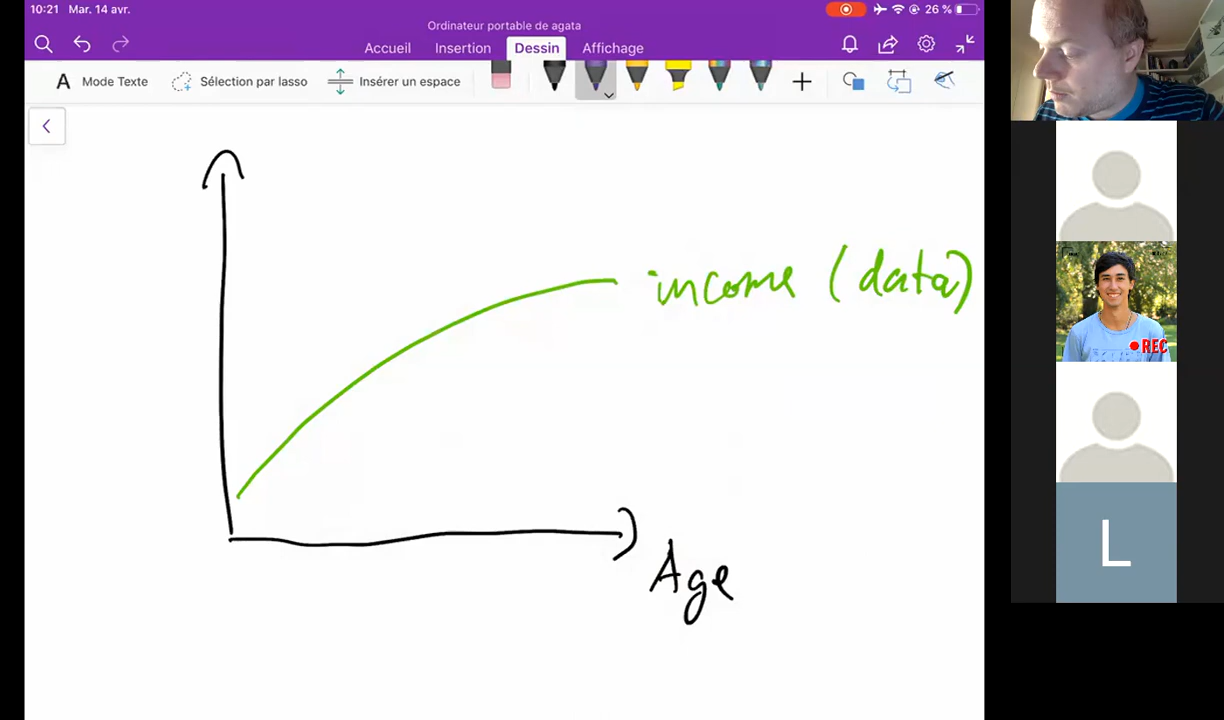 10:21 Mar. 14 avr.
26 %
Ordinateur portable de agata
Accueil Insertion Dessin Affichage
A Mode Texte Sélection par lasso Insérer un espace
income (data)
Age
REC
L